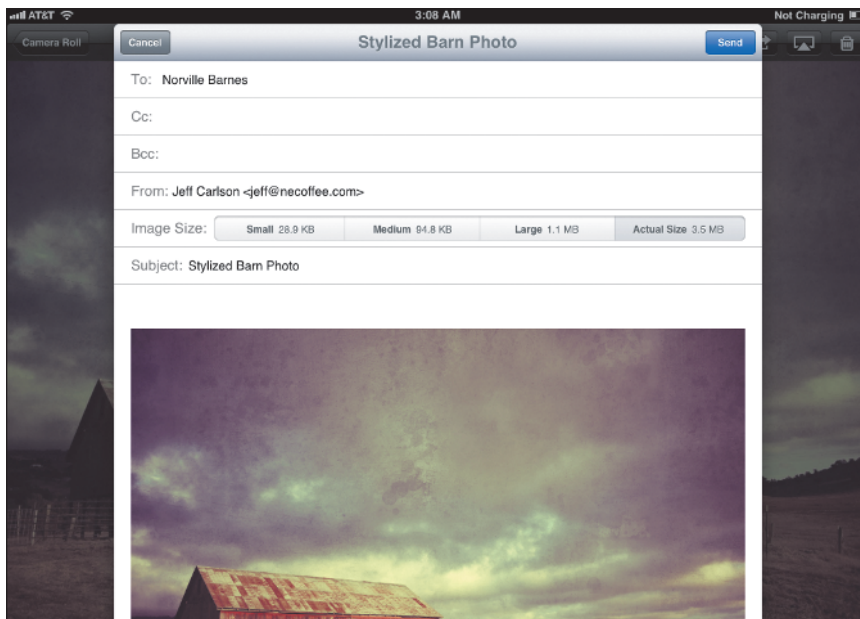 AT&T 3:08 AM Not Charging
Camera Roll Cancel Stylized Barn Photo Send
To: Norville Barnes
Cc:
Bcc:
From: Jeff Carlson <jeff@necoffee.com>
Image Size: Small 28.9 KB Medium 94.8 KB Large 1.1 MB Actual Size 3.5 MB
Subject: Stylized Barn Photo